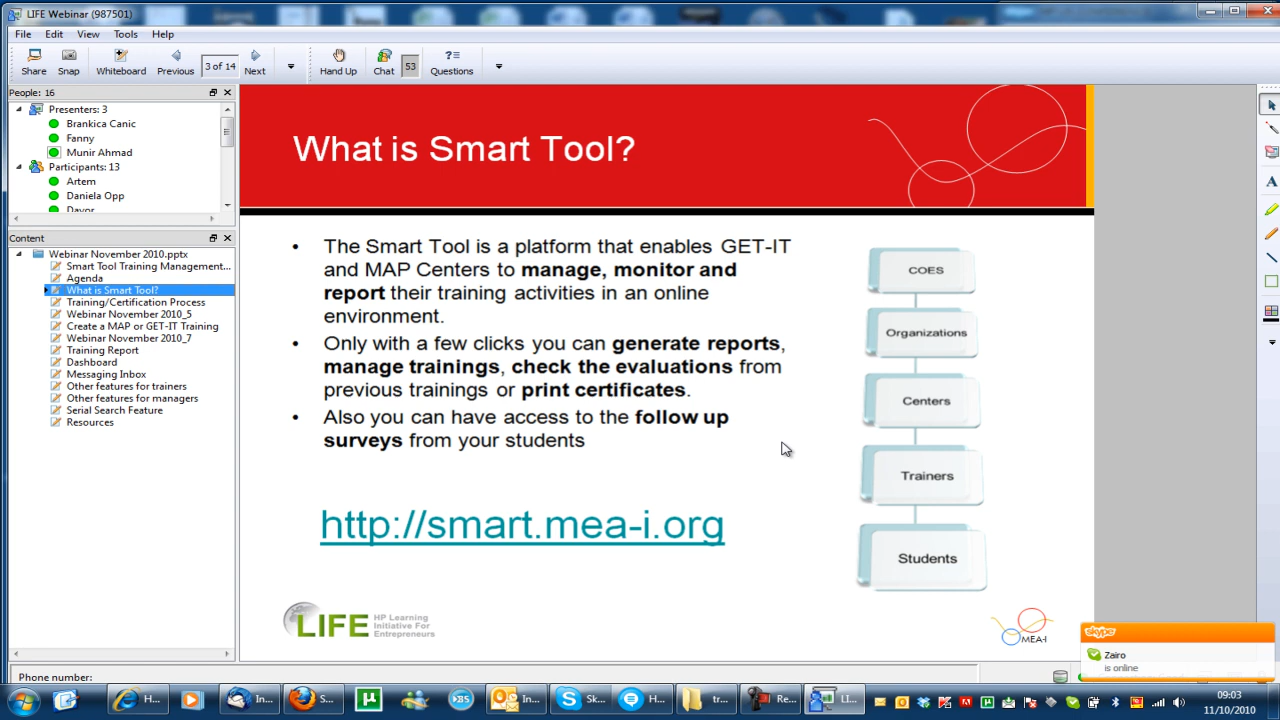 LIFE Webinar (987501)
File Edit View Tools Help
Share Snap Whiteboard Previous 3 of 14 Next Hand Up Chat 53 ?= Questions
People: 16
Presenters: 3
Brankica Canic
Fanny
Munir Ahmad
Participants: 13
Artem
Daniela Opp
Davor
Content
Webinar November 2010.pptx
Smart Tool Training Management...
Agenda
What is Smart Tool?
Training/Certification Process
Webinar November 2010_5
Create a MAP or GET-IT Training
Webinar November 2010_7
Training Report
Dashboard
Messaging Inbox
Other features for trainers
Other features for managers
Serial Search Feature
Resources
What is Smart Tool?
• The Smart Tool is a platform that enables GET-IT
and MAP Centers to manage, monitor and
report their training activities in an online
environment.
• Only with a few clicks you can generate reports,
manage trainings, check the evaluations from
previous trainings or print certificates.
• Also you can have access to the follow up
surveys from your students
http://smart.mea-i.org
COES
Organizations
Centers
Trainers
Students
LIFE
HP Learning
Initiative For
Entrepreneurs
MEA-I
skype
Zairo
is online
Phone number:
H... In... S... In... Sk... H... tr... Re... LI...
09:03
11/10/2010